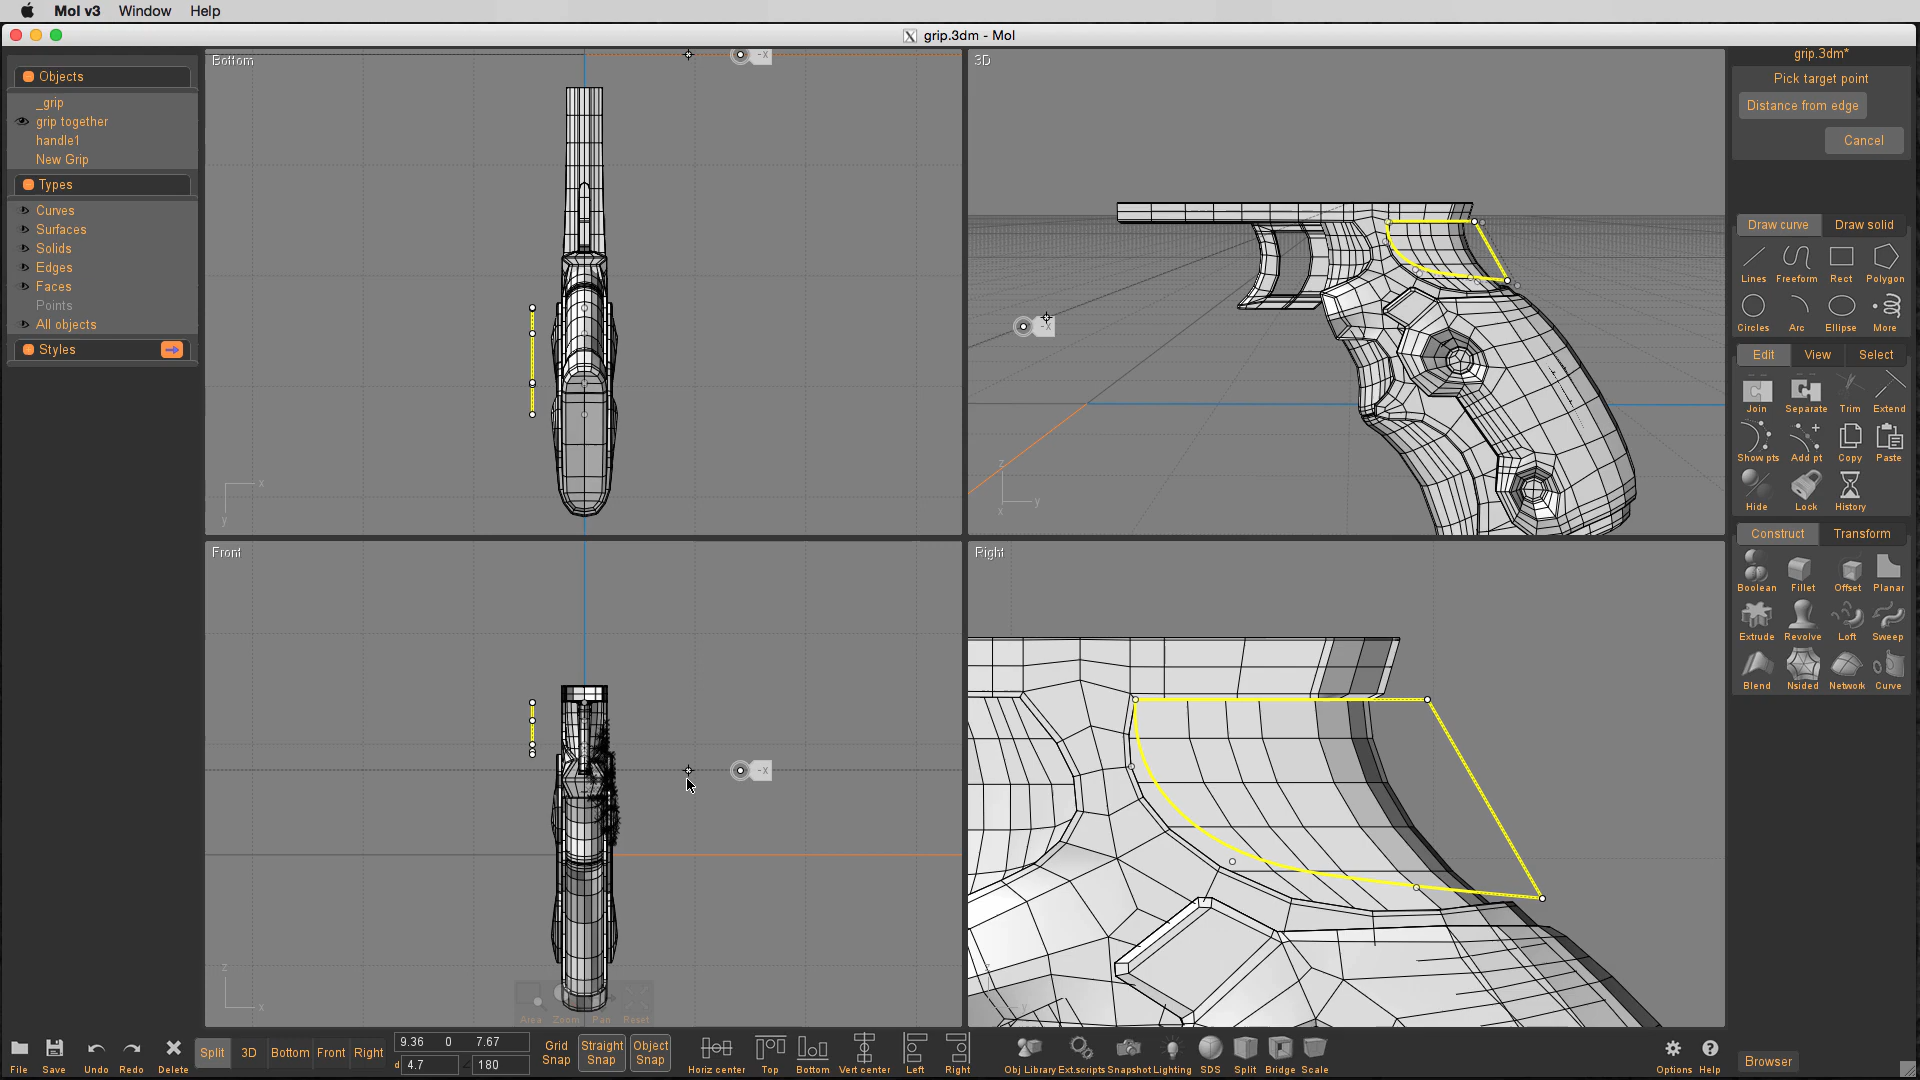 MoI v3 Window Help
X grip.3dm - MoI
Objects
_grip
grip together
handle1
New Grip
Types
Curves
Surfaces
Solids
Edges
Faces
Points
All objects
Styles
Bottom
-X
x
y
3D
-X
z
y
x
Front
-X
z
x
Area Zoom Pan Reset
Right
z
y
grip.3dm*
Pick target point
Distance from edge
Cancel
Draw curve Draw solid
Lines Freeform Rect Polygon
Circles Arc Ellipse More
Edit View Select
Join Separate Trim Extend
Show pts Add pt Copy Paste
Hide Lock History
Construct Transform
Boolean Fillet Offset Planar
Extrude Revolve Loft Sweep
Blend Nsided Network Curve
File Save Undo Redo Delete
Split 3D Bottom Front Right
9.36 0 7.67
d 4.7 180
Grid Snap
Straight Snap
Object Snap
Horiz center Top Bottom Vert center Left Right
Obj Library Ext.scripts Snapshot Lighting SDS Split Bridge Scale
Options Help
Browser